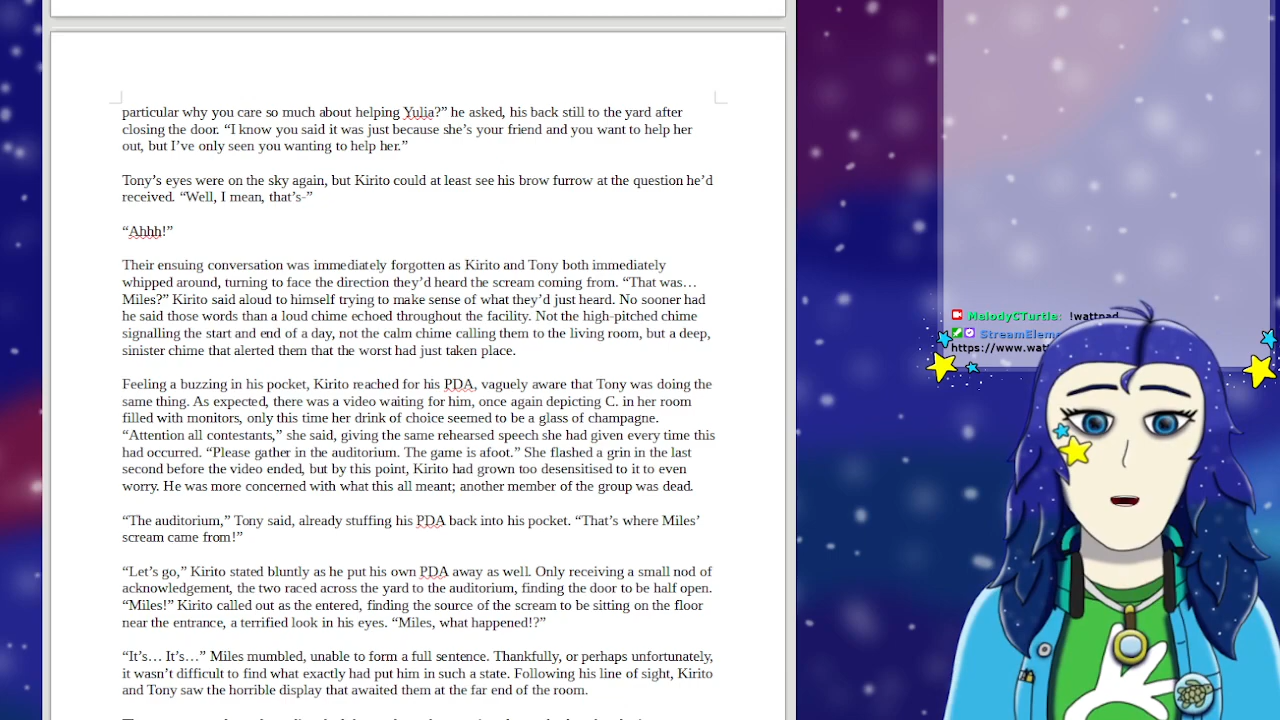 particular why you care so much about helping Yulia?” he asked, his back still to the yard after
closing the door. “I know you said it was just because she’s your friend and you want to help her
out, but I’ve only seen you wanting to help her.”
Tony’s eyes were on the sky again, but Kirito could at least see his brow furrow at the question he’d
received. “Well, I mean, that’s-”
“Ahhh!”
Their ensuing conversation was immediately forgotten as Kirito and Tony both immediately
whipped around, turning to face the direction they’d heard the scream coming from. “That was…
Miles?” Kirito said aloud to himself trying to make sense of what they’d just heard. No sooner had
he said those words than a loud chime echoed throughout the facility. Not the high-pitched chime
signalling the start and end of a day, not the calm chime calling them to the living room, but a deep,
sinister chime that alerted them that the worst had just taken place.
Feeling a buzzing in his pocket, Kirito reached for his PDA, vaguely aware that Tony was doing the
same thing. As expected, there was a video waiting for him, once again depicting C. in her room
filled with monitors, only this time her drink of choice seemed to be a glass of champagne.
“Attention all contestants,” she said, giving the same rehearsed speech she had given every time this
had occurred. “Please gather in the auditorium. The game is afoot.” She flashed a grin in the last
second before the video ended, but by this point, Kirito had grown too desensitised to it to even
worry. He was more concerned with what this all meant; another member of the group was dead.
“The auditorium,” Tony said, already stuffing his PDA back into his pocket. “That’s where Miles’
scream came from!”
“Let’s go,” Kirito stated bluntly as he put his own PDA away as well. Only receiving a small nod of
acknowledgement, the two raced across the yard to the auditorium, finding the door to be half open.
“Miles!” Kirito called out as the entered, finding the source of the scream to be sitting on the floor
near the entrance, a terrified look in his eyes. “Miles, what happened!?”
“It’s… It’s…” Miles mumbled, unable to form a full sentence. Thankfully, or perhaps unfortunately,
it wasn’t difficult to find what exactly had put him in such a state. Following his line of sight, Kirito
and Tony saw the horrible display that awaited them at the far end of the room.
MelodyCTurtle: !wattpad
StreamEleme
https://www.wat